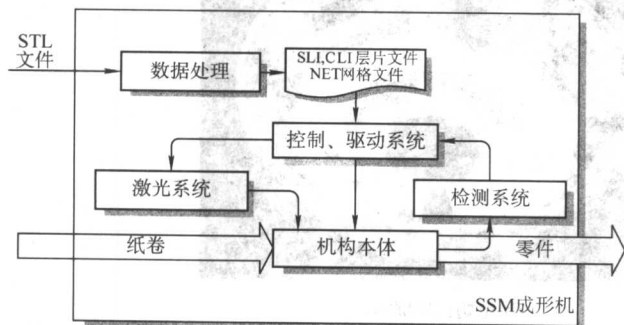 STL
文件
数据处理
SLI,CLI层片文件
NET网格文件
控制、驱动系统
激光系统
检测系统
纸卷
机构本体
零件
SSM成形机